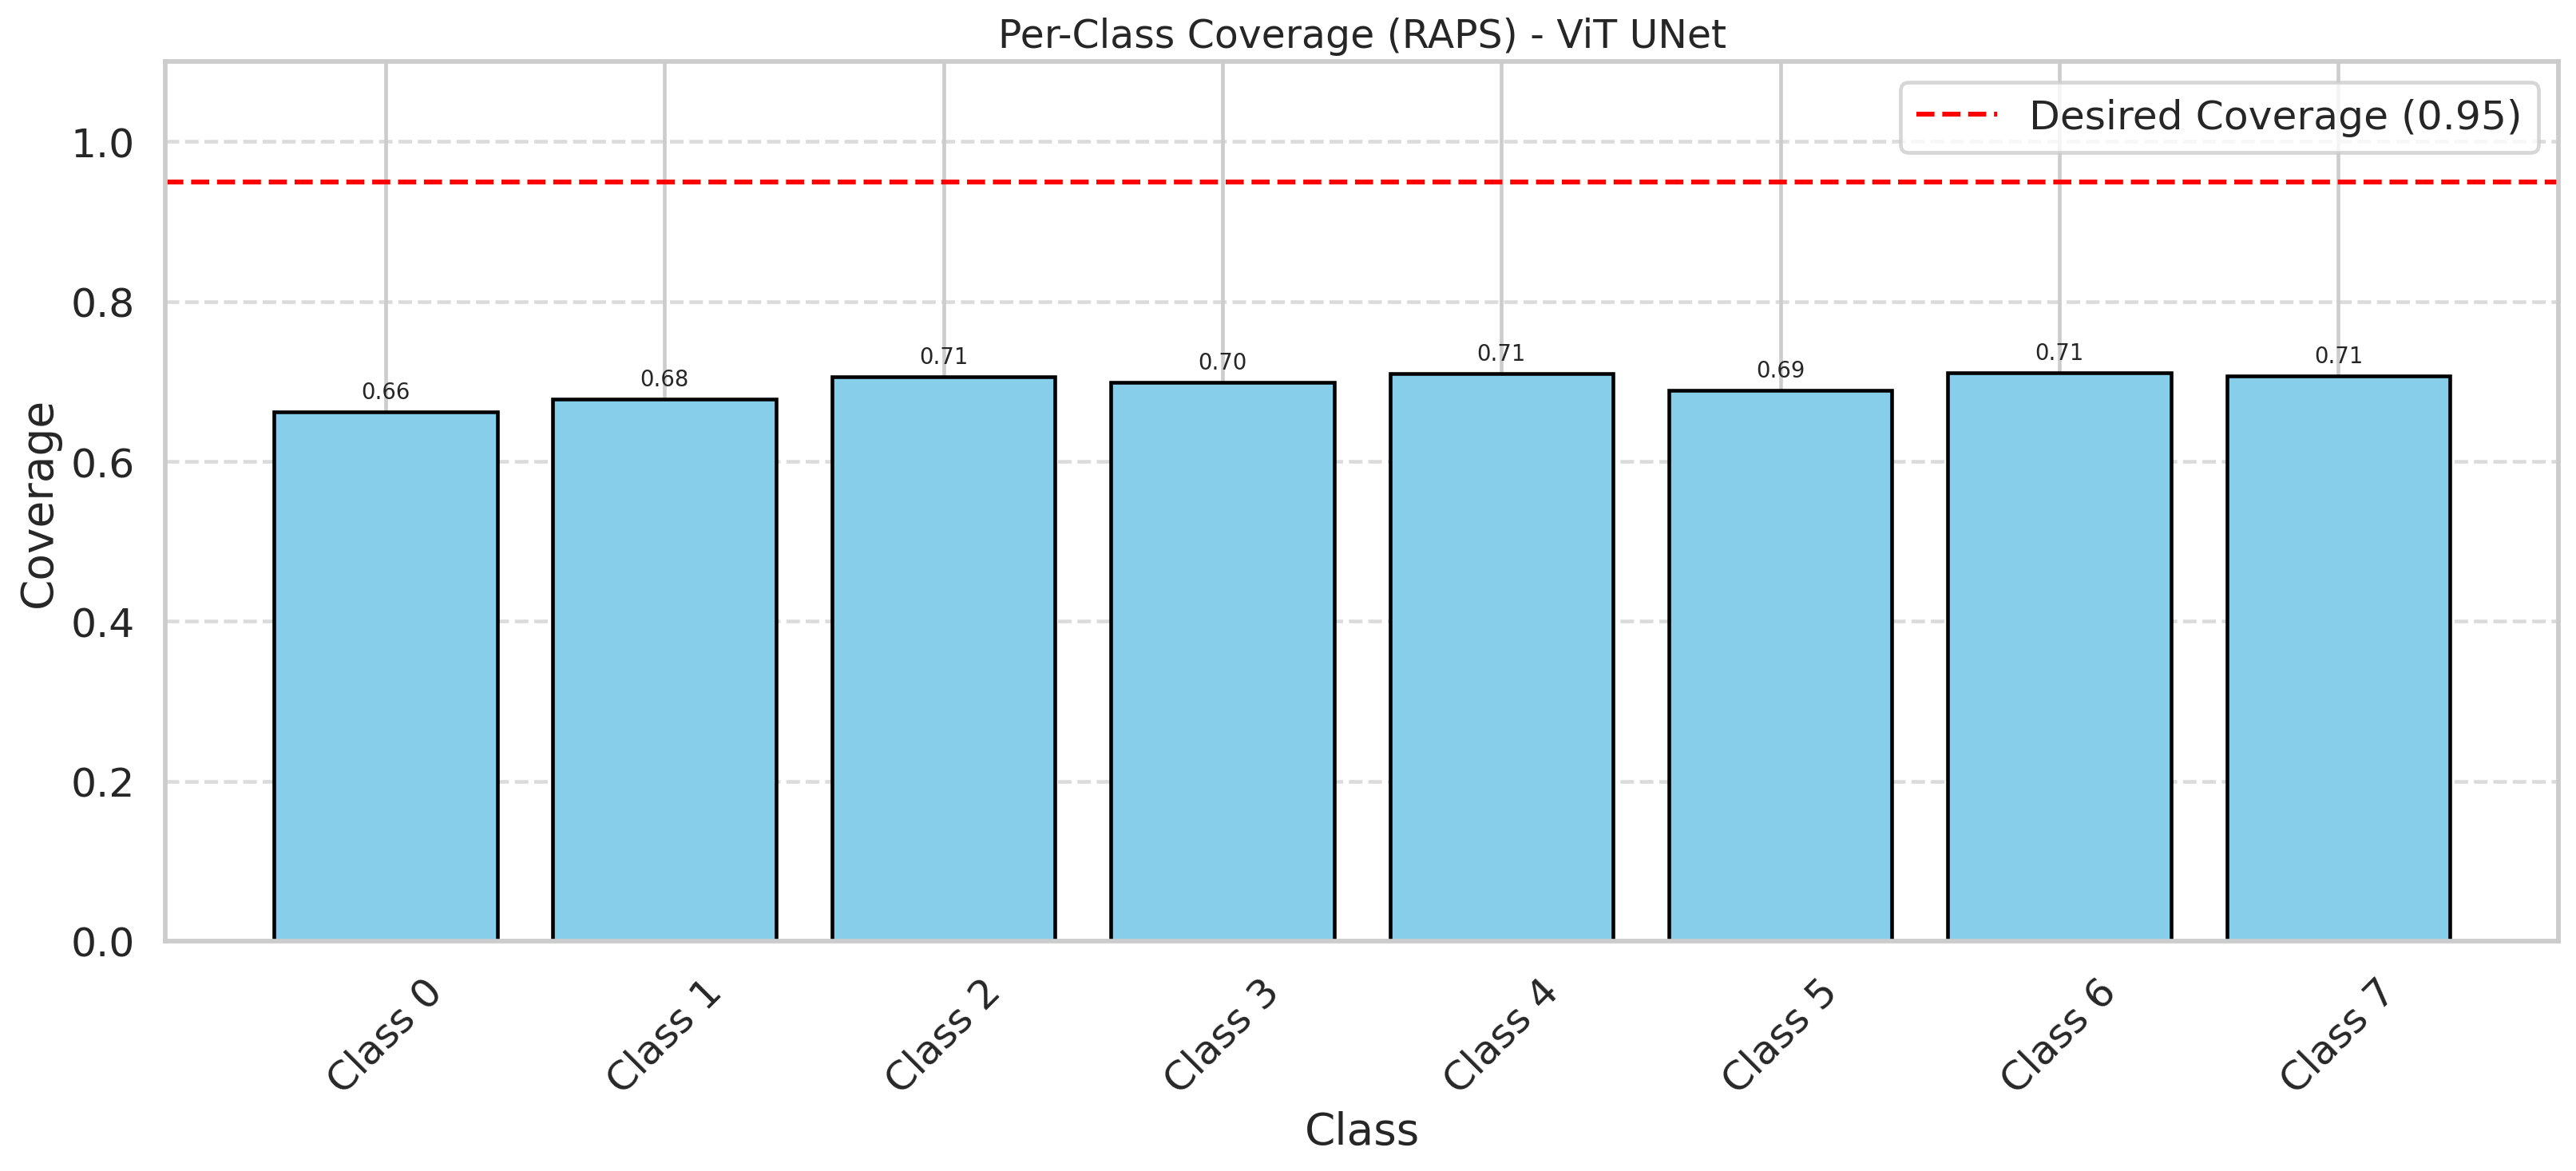 Per-Class Coverage (RAPS) - ViT UNet
Desired Coverage (0.95)
1.0
0.8
0.6
0.4
0.2
0.0
Coverage
0.66
0.68
0.71
0.70
0.71
0.69
0.71
0.71
Class 0
Class 1
Class 2
Class 3
Class 4
Class 5
Class 6
Class 7
Class